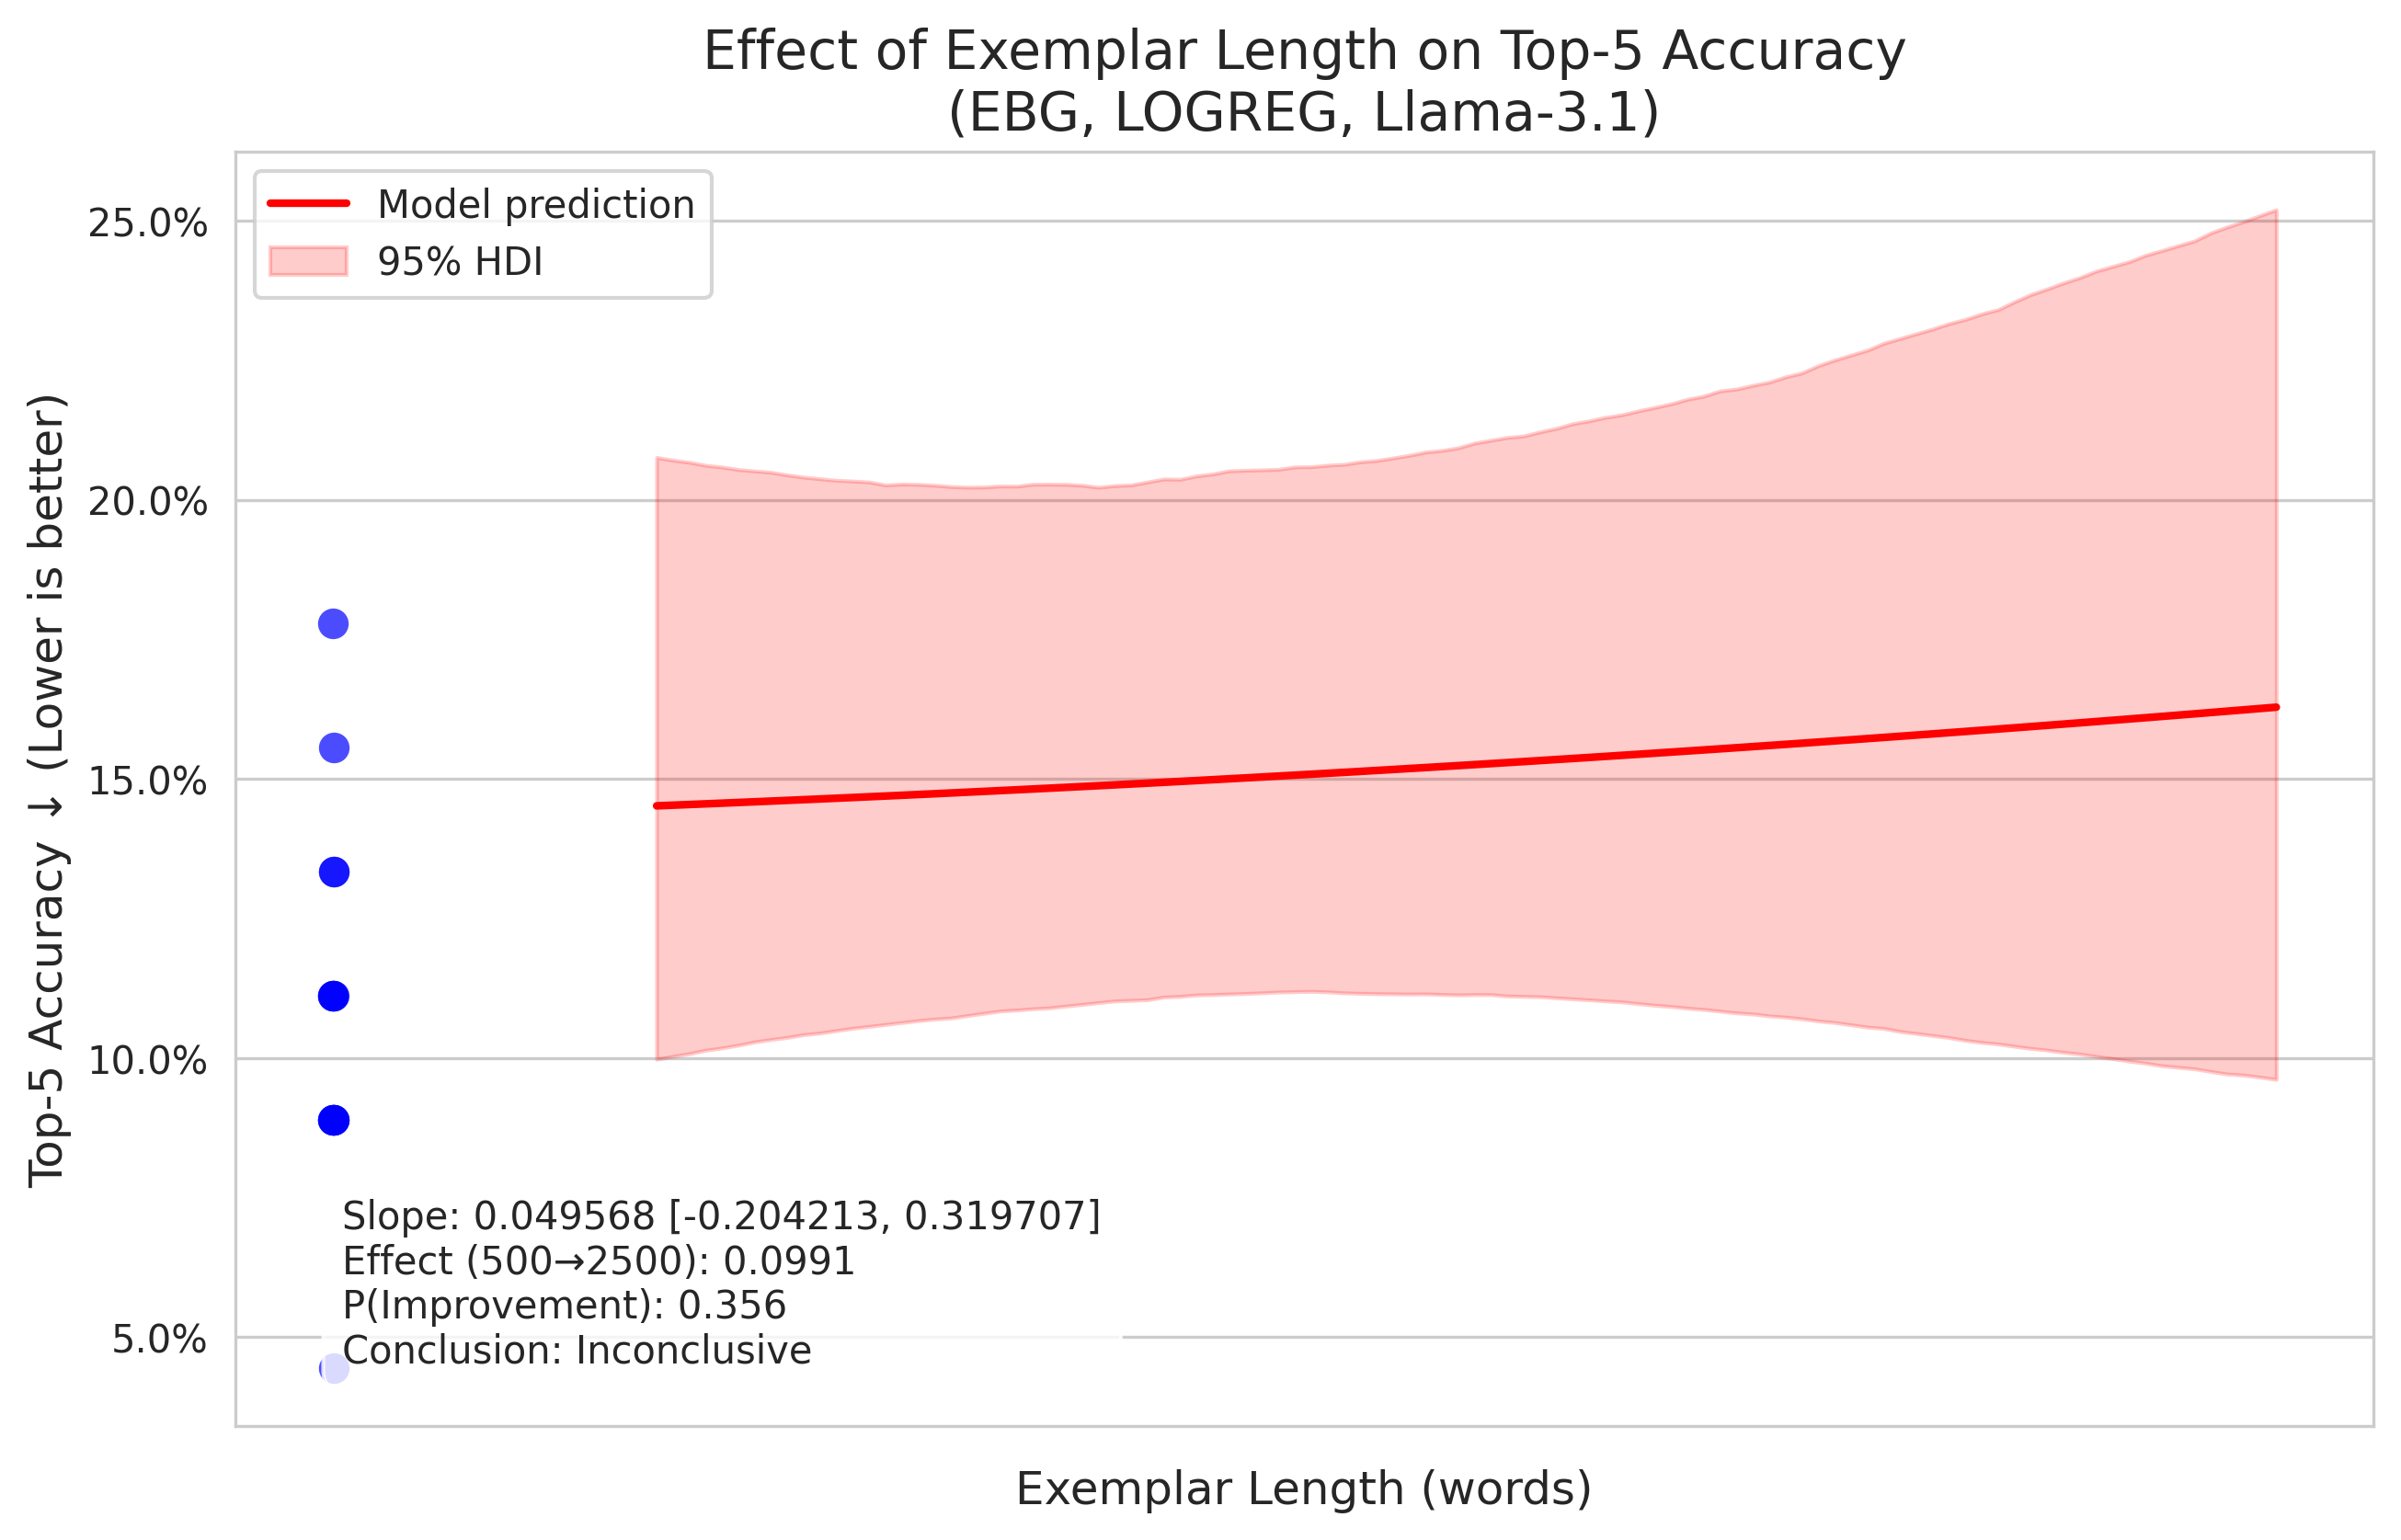 Effect of Exemplar Length on Top-5 Accuracy
(EBG, LOGREG, Llama-3.1)
Model prediction
95% HDI
25.0%
20.0%
15.0%
10.0%
5.0%
Top-5 Accuracy ↓ (Lower is better)
Slope: 0.049568 [-0.204213, 0.319707]
Effect (500→2500): 0.0991
P(Improvement): 0.356
Conclusion: Inconclusive
Exemplar Length (words)